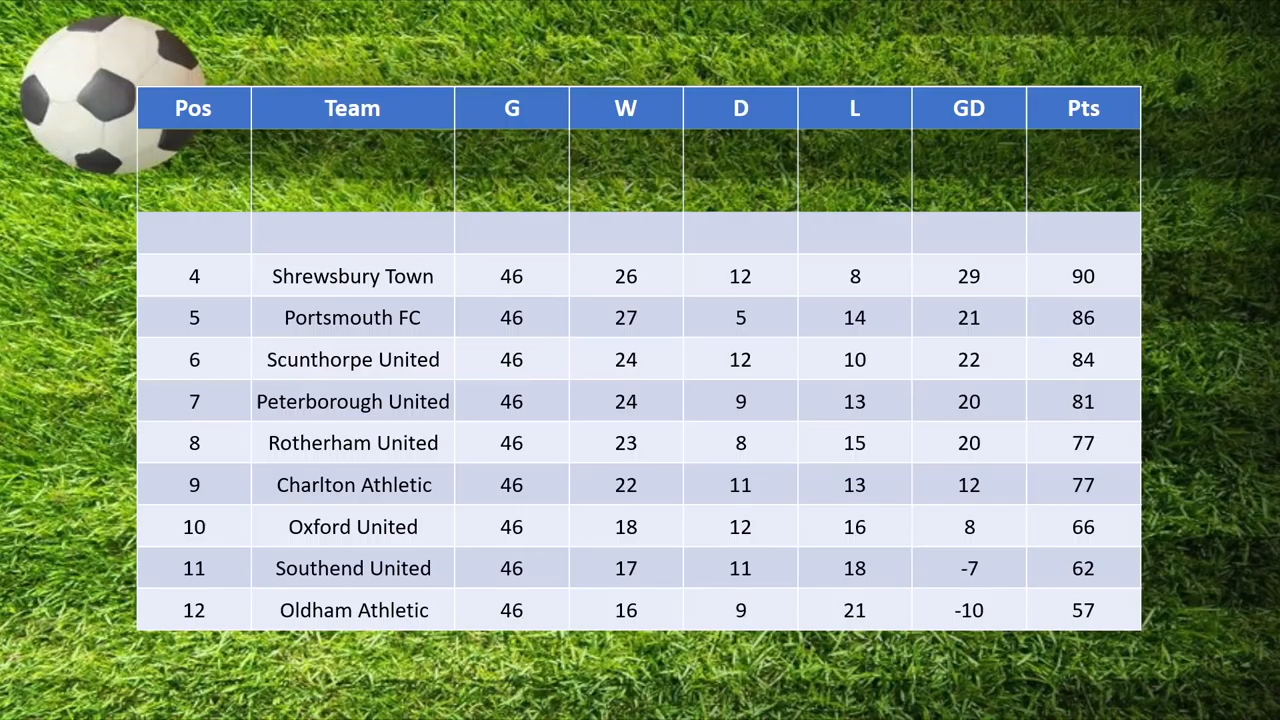 Pos Team G W D L GD Pts
4 Shrewsbury Town 46 26 12 8 29 90
5 Portsmouth FC 46 27 5 14 21 86
6 Scunthorpe United 46 24 12 10 22 84
7 Peterborough United 46 24 9 13 20 81
8 Rotherham United 46 23 8 15 20 77
9 Charlton Athletic 46 22 11 13 12 77
10 Oxford United 46 18 12 16 8 66
11 Southend United 46 17 11 18 -7 62
12 Oldham Athletic 46 16 9 21 -10 57